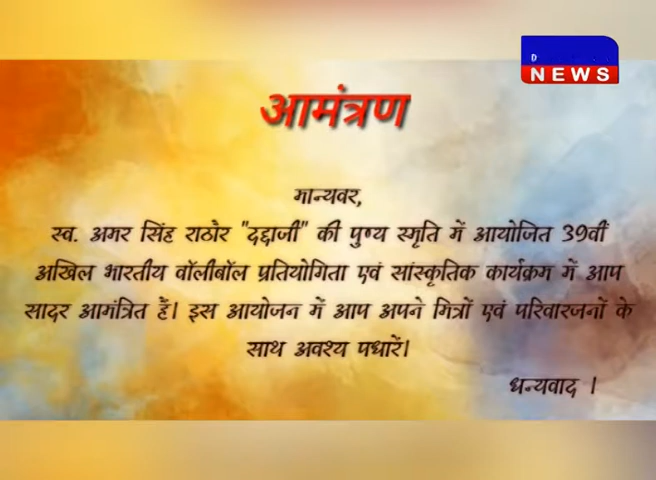 D
NEWS
आमंत्रण
मान्यवर,
स्व. अमर सिंह राठौर "दद्दाजी" की पुण्य स्मृति में आयोजित 39वीं
अखिल भारतीय वॉलीबॉल प्रतियोगिता एवं सांस्कृतिक कार्यक्रम में आप
सादर आमंत्रित हैं। इस आयोजन में आप अपने मित्रों एवं परिवारजनों के
साथ अवश्य पधारें।
धन्यवाद ।